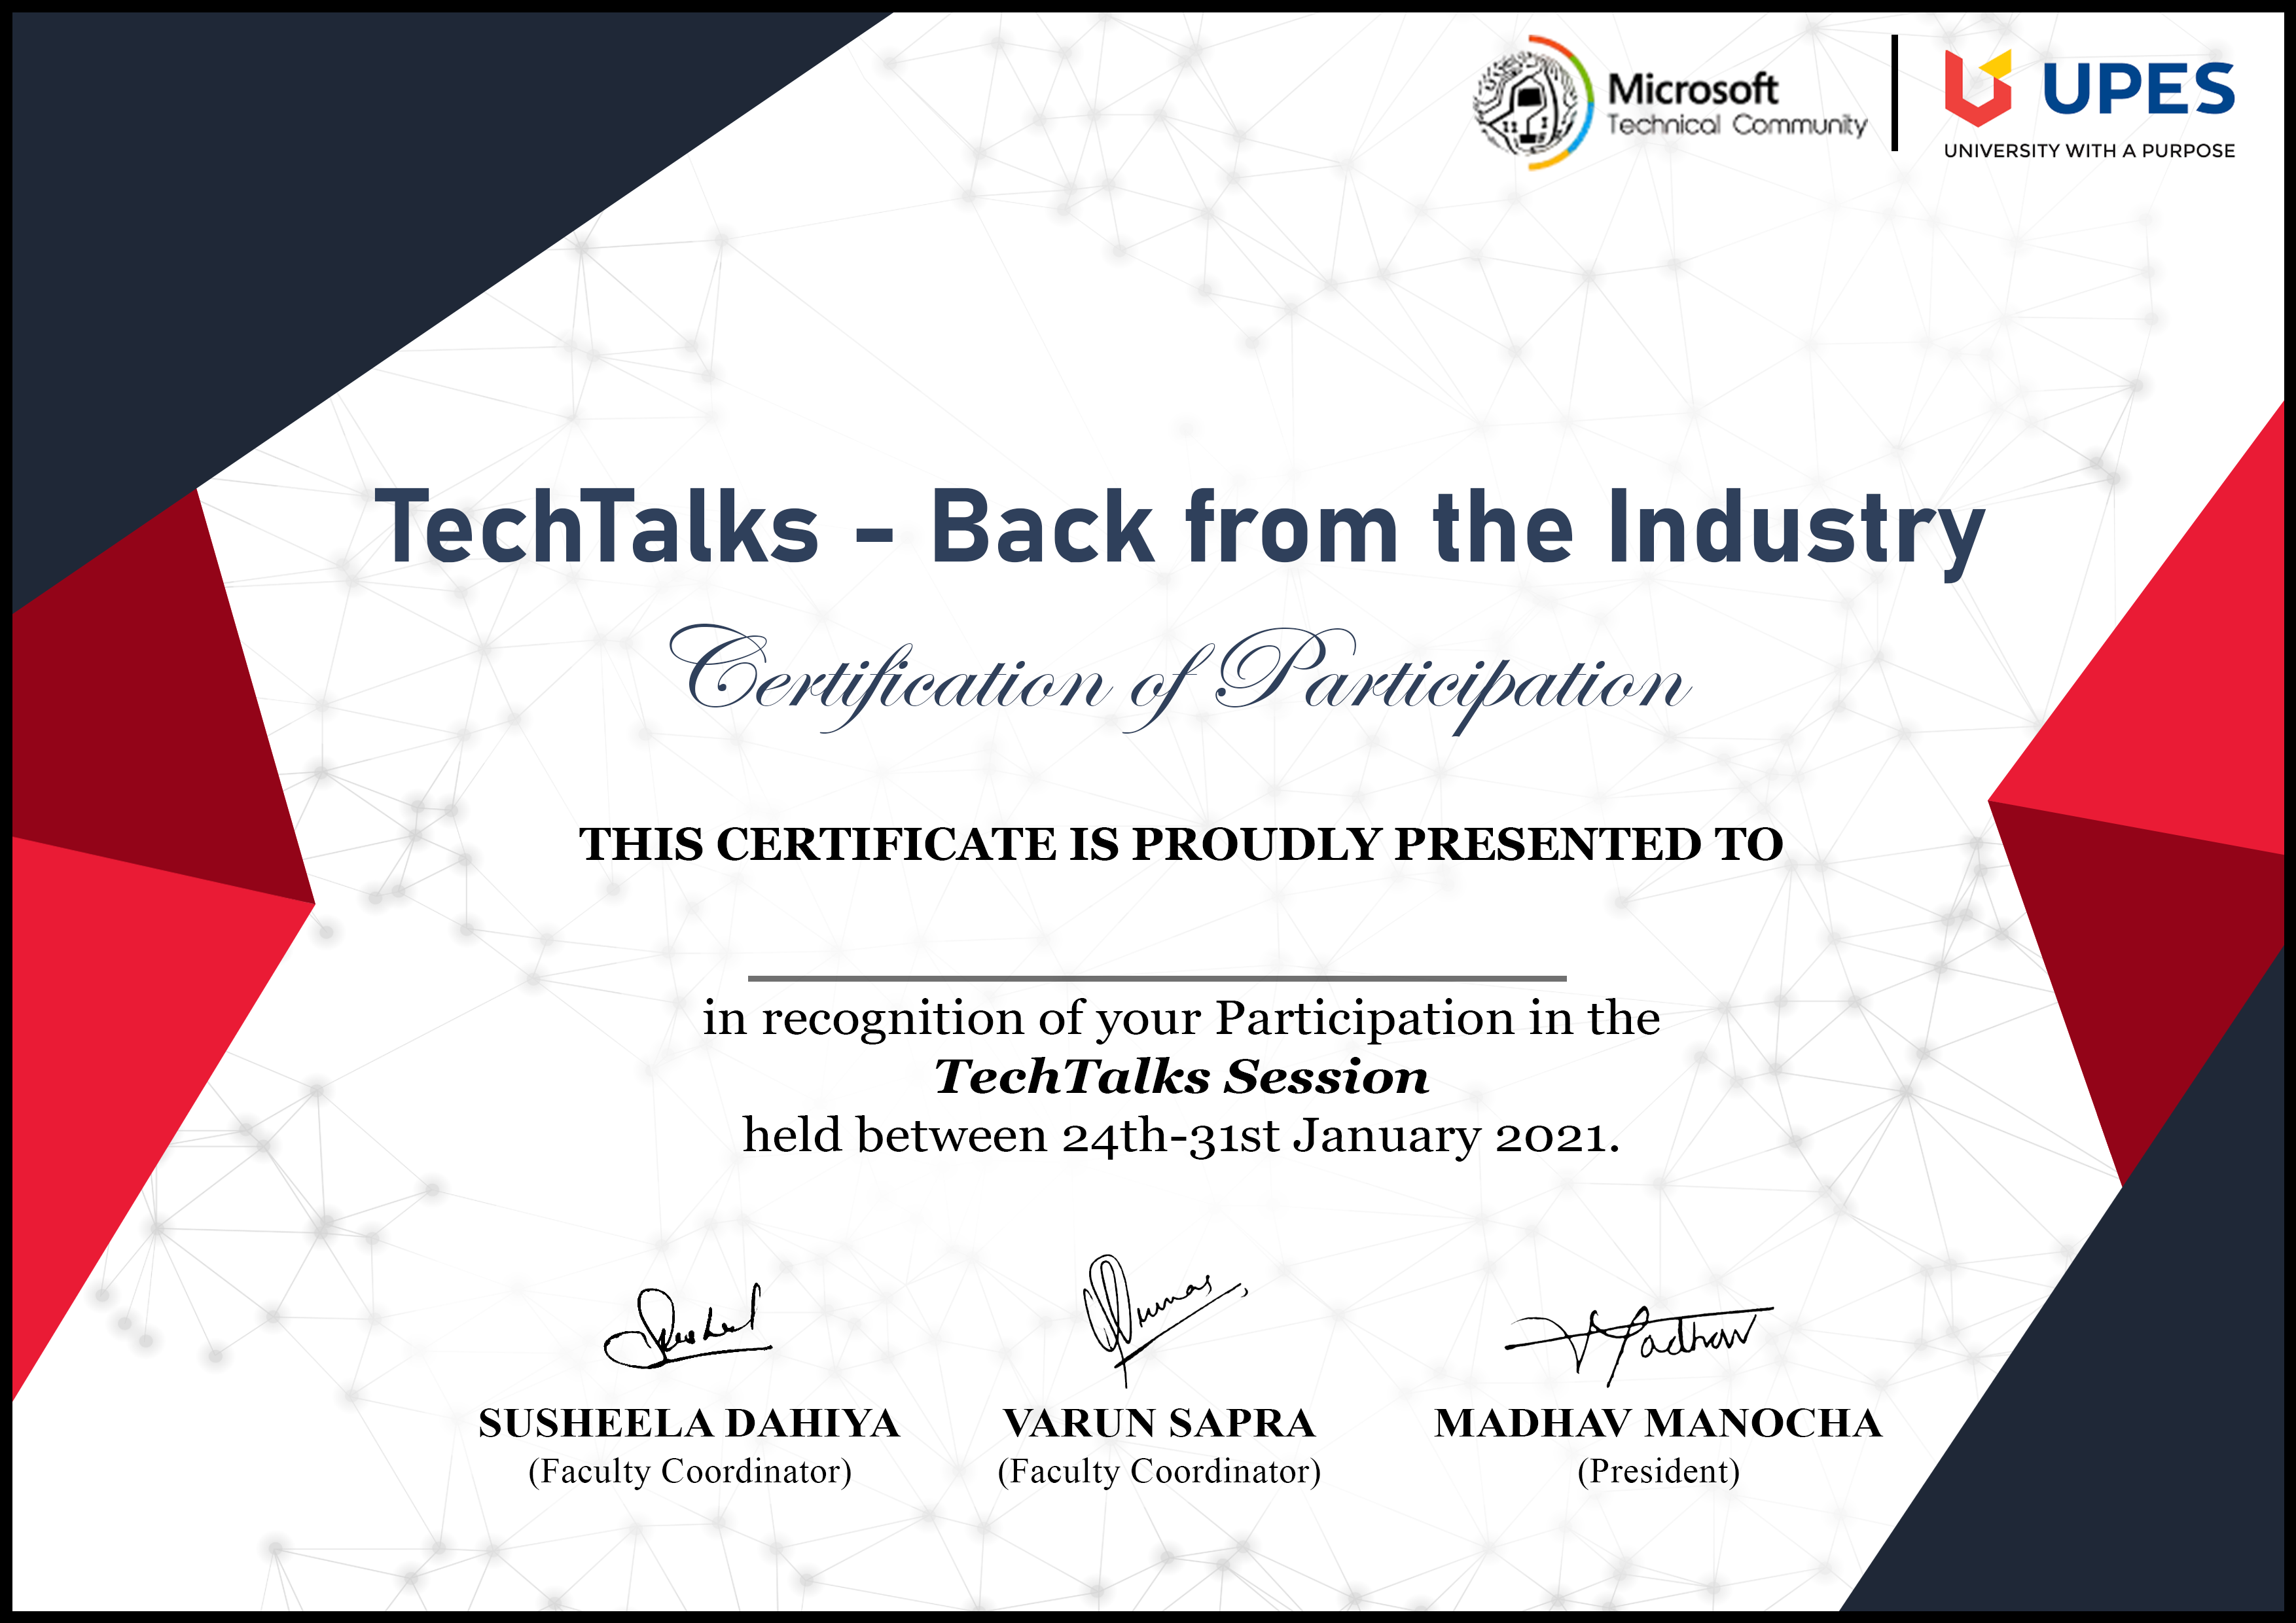 Microsoft
Technical Community
UPES
UNIVERSITY WITH A PURPOSE
TechTalks - Back from the Industry
Certification of Participation
THIS CERTIFICATE IS PROUDLY PRESENTED TO
in recognition of your Participation in the
TechTalks Session
held between 24th-31st January 2021.
Madhav
SUSHEELA DAHIYA
VARUN SAPRA
MADHAV MANOCHA
(Faculty Coordinator)
(Faculty Coordinator)
(President)